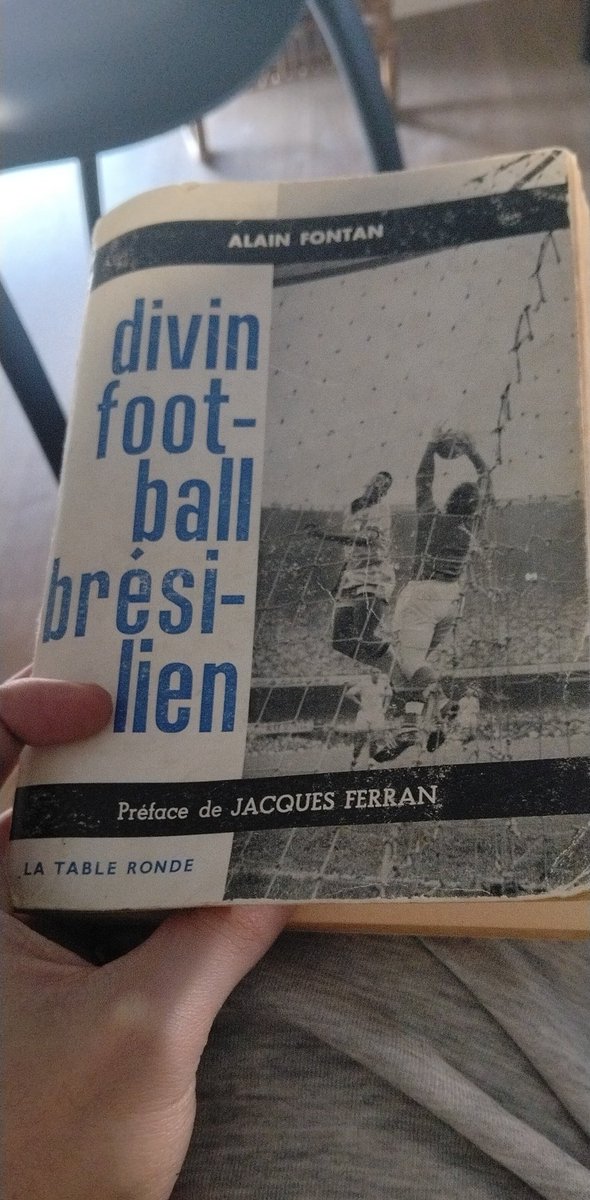 ALAIN FONTAN
divin
foot-
ball
brési-
lien
Préface de JACQUES FERRAN
LA TABLE RONDE